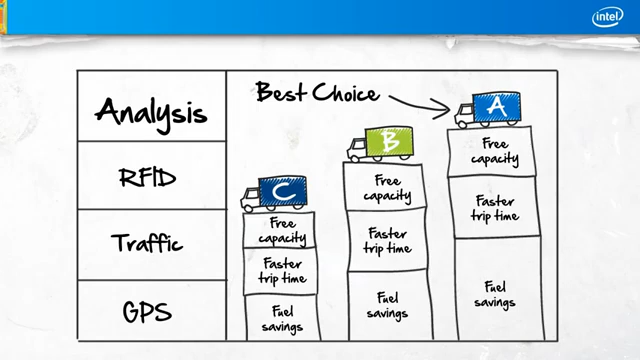 intel
Analysis
RFID
Traffic
GPS
Best Choice
A
B
C
Free
capacity
Faster
trip time
Fuel
savings
Free
capacity
Faster
trip time
Fuel
savings
Free
capacity
Faster
trip time
Fuel
savings